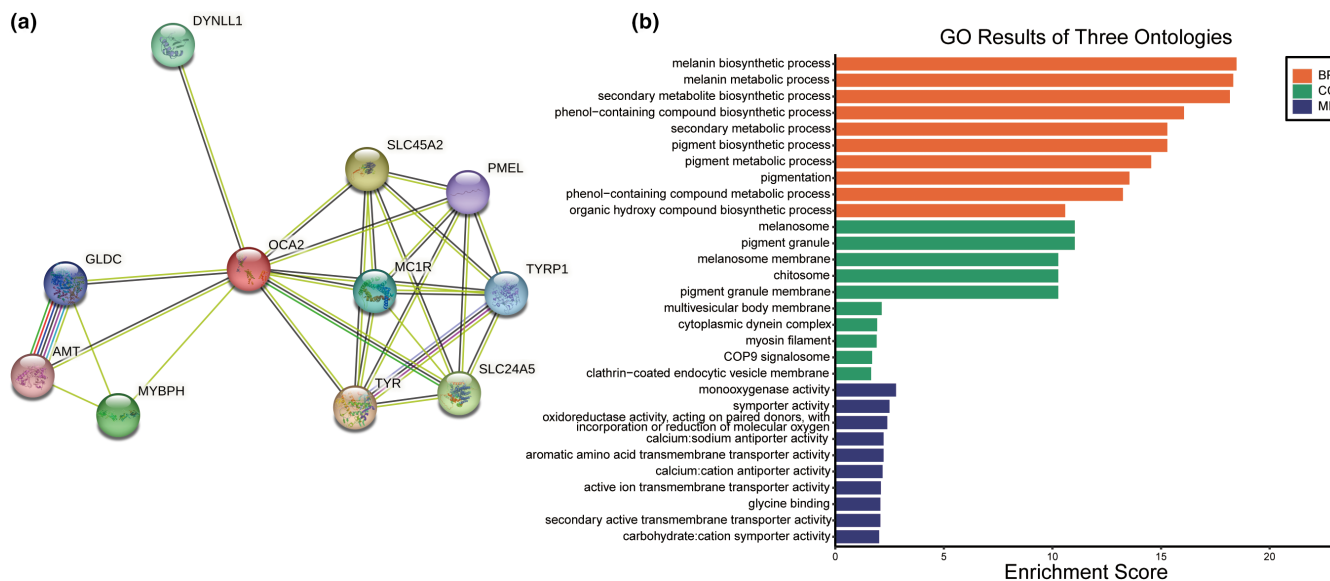 (a)
DYNLL1
SLC45A2
PMEL
OCA2
GLDC
MC1R
TYRP1
AMT
MYBPH
TYR
SLC24A5
(b)
GO Results of Three Ontologies
melanin biosynthetic process
melanin metabolic process
secondary metabolite biosynthetic process
phenol−containing compound biosynthetic process
secondary metabolic process
pigment biosynthetic process
pigment metabolic process
pigmentation
phenol−containing compound metabolic process
organic hydroxy compound biosynthetic process
melanosome
pigment granule
melanosome membrane
chitosome
pigment granule membrane
multivesicular body membrane
cytoplasmic dynein complex
myosin filament
COP9 signalosome
clathrin−coated endocytic vesicle membrane
monooxygenase activity
symporter activity
oxidoreductase activity, acting on paired donors, with
incorporation or reduction of molecular oxygen
calcium:sodium antiporter activity
aromatic amino acid transmembrane transporter activity
calcium:cation antiporter activity
active ion transmembrane transporter activity
glycine binding
secondary active transmembrane transporter activity
carbohydrate:cation symporter activity
0 5 10 15 20
Enrichment Score